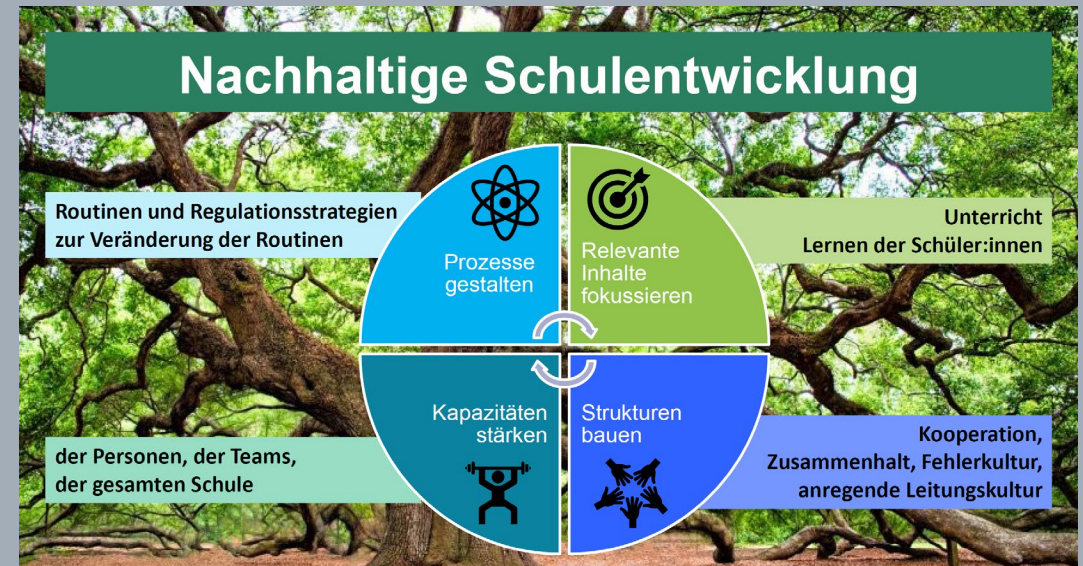 Nachhaltige Schulentwicklung
Routinen und Regulationsstrategien
zur Veränderung der Routinen
Prozesse
gestalten
Relevante
Inhalte
fokussieren
Unterricht
Lernen der Schüler:innen
Kapazitäten
stärken
Strukturen
bauen
der Personen, der Teams,
der gesamten Schule
Kooperation,
Zusammenhalt, Fehlerkultur,
anregende Leitungskultur